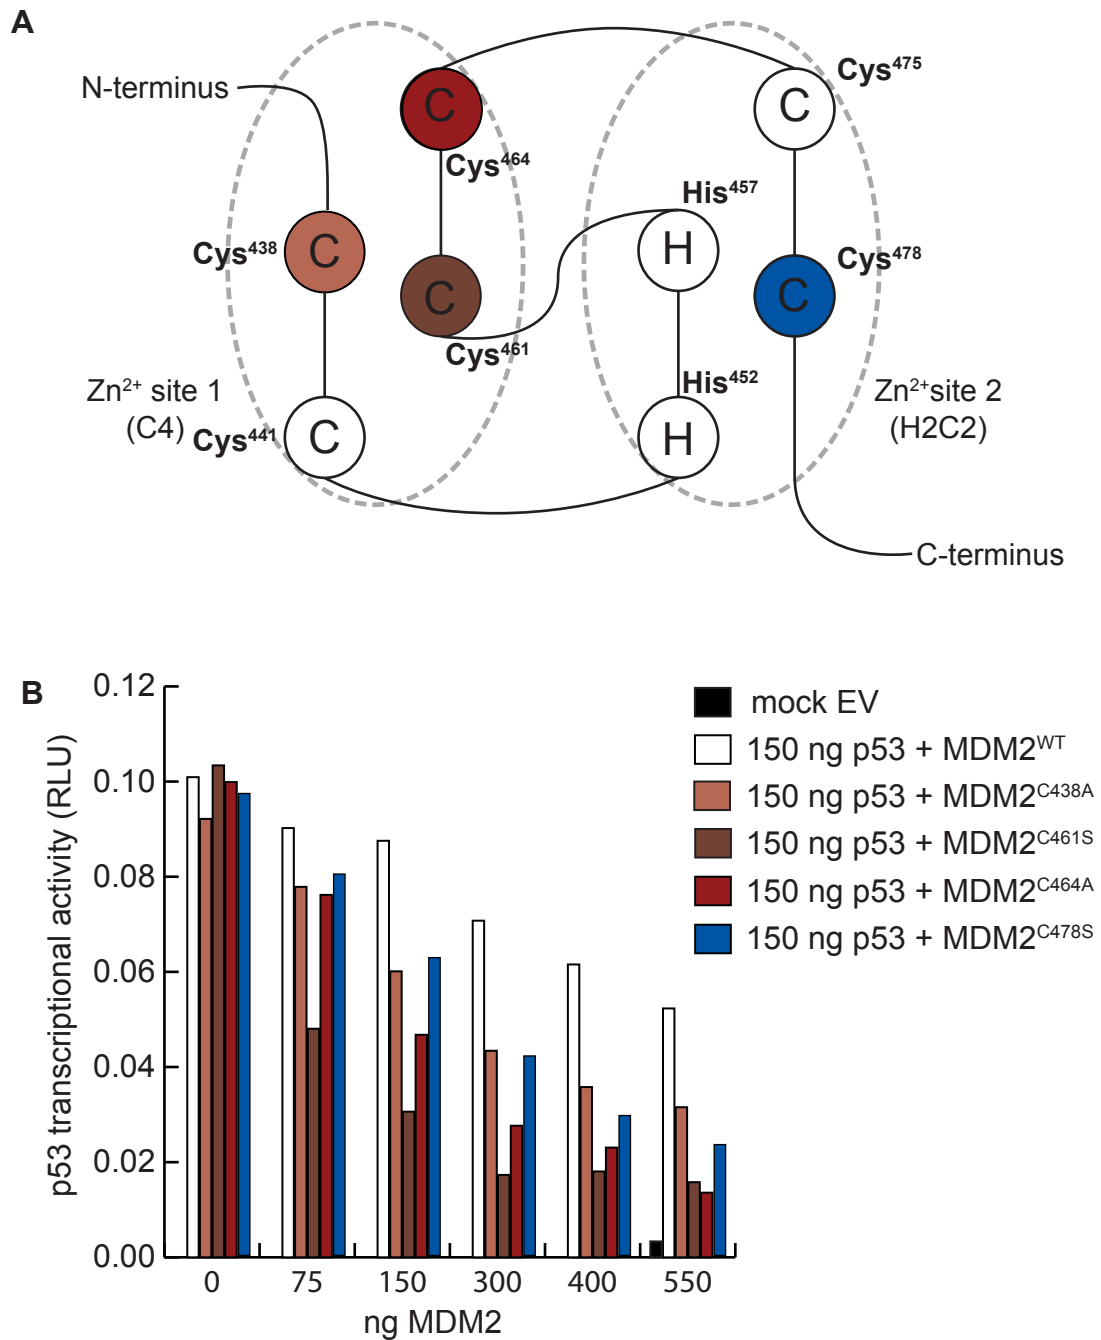 A
N-terminus
C
C
Cys⁴⁷⁵
Cys⁴⁶⁴
His⁴⁵⁷
Cys⁴³⁸
C
H
Cys⁴⁷⁸
C
C
Cys⁴⁶¹
His⁴⁵²
Zn²⁺ site 1
(C4)
Zn²⁺site 2
(H2C2)
Cys⁴⁴¹
C
H
C-terminus
B
p53 transcriptional activity (RLU)
0.12
0.10
0.08
0.06
0.04
0.02
0.00
mock EV
150 ng p53 + MDM2ᵂᵀ
150 ng p53 + MDM2ᶜ⁴³⁸ᴬ
150 ng p53 + MDM2ᶜ⁴⁶¹ˢ
150 ng p53 + MDM2ᶜ⁴⁶⁴ᴬ
150 ng p53 + MDM2ᶜ⁴⁷⁸ˢ
0 75 150 300 400 550
ng MDM2